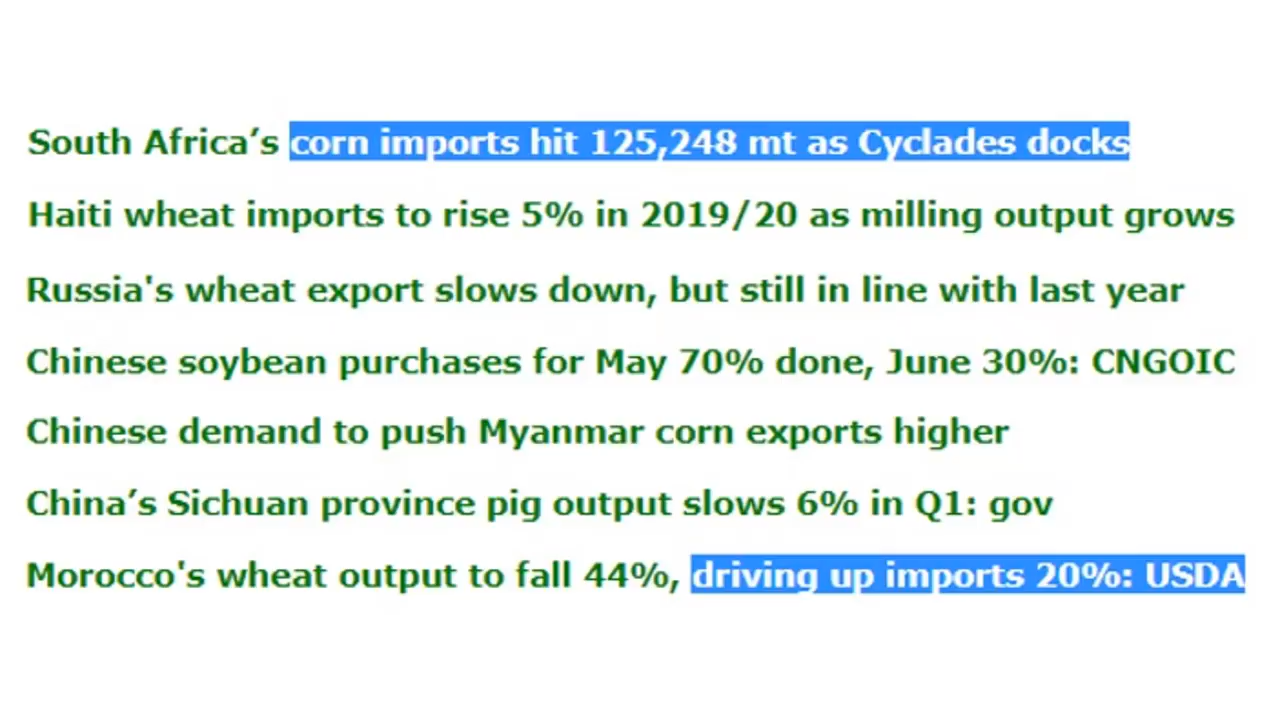 South Africa’s corn imports hit 125,248 mt as Cyclades docks
Haiti wheat imports to rise 5% in 2019/20 as milling output grows
Russia's wheat export slows down, but still in line with last year
Chinese soybean purchases for May 70% done, June 30%: CNGOIC
Chinese demand to push Myanmar corn exports higher
China’s Sichuan province pig output slows 6% in Q1: gov
Morocco's wheat output to fall 44%, driving up imports 20%: USDA